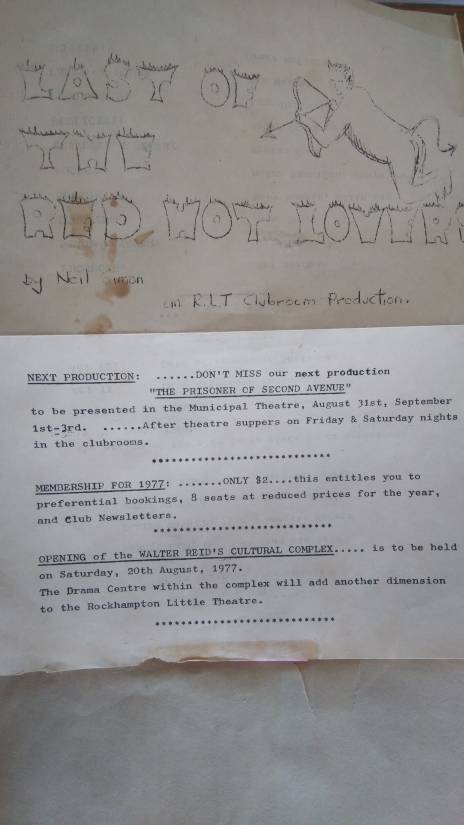 LAST OF
THE
RED HOT LOVERS
by Neil Simon
an R.L.T Clubroom Production.
NEXT PRODUCTION: ......DON'T MISS our next production
"THE PRISONER OF SECOND AVENUE"
to be presented in the Municipal Theatre, August 31st, September
1st-3rd. ......After theatre suppers on Friday & Saturday nights
in the clubrooms.
****************************
MEMBERSHIP FOR 1977: .......ONLY $2....this entitles you to
preferential bookings, 8 seats at reduced prices for the year,
and Club Newsletters.
****************************
OPENING of the WALTER REID'S CULTURAL COMPLEX..... is to be held
on Saturday, 20th August, 1977.
The Drama Centre within the complex will add another dimension
to the Rockhampton Little Theatre.
****************************